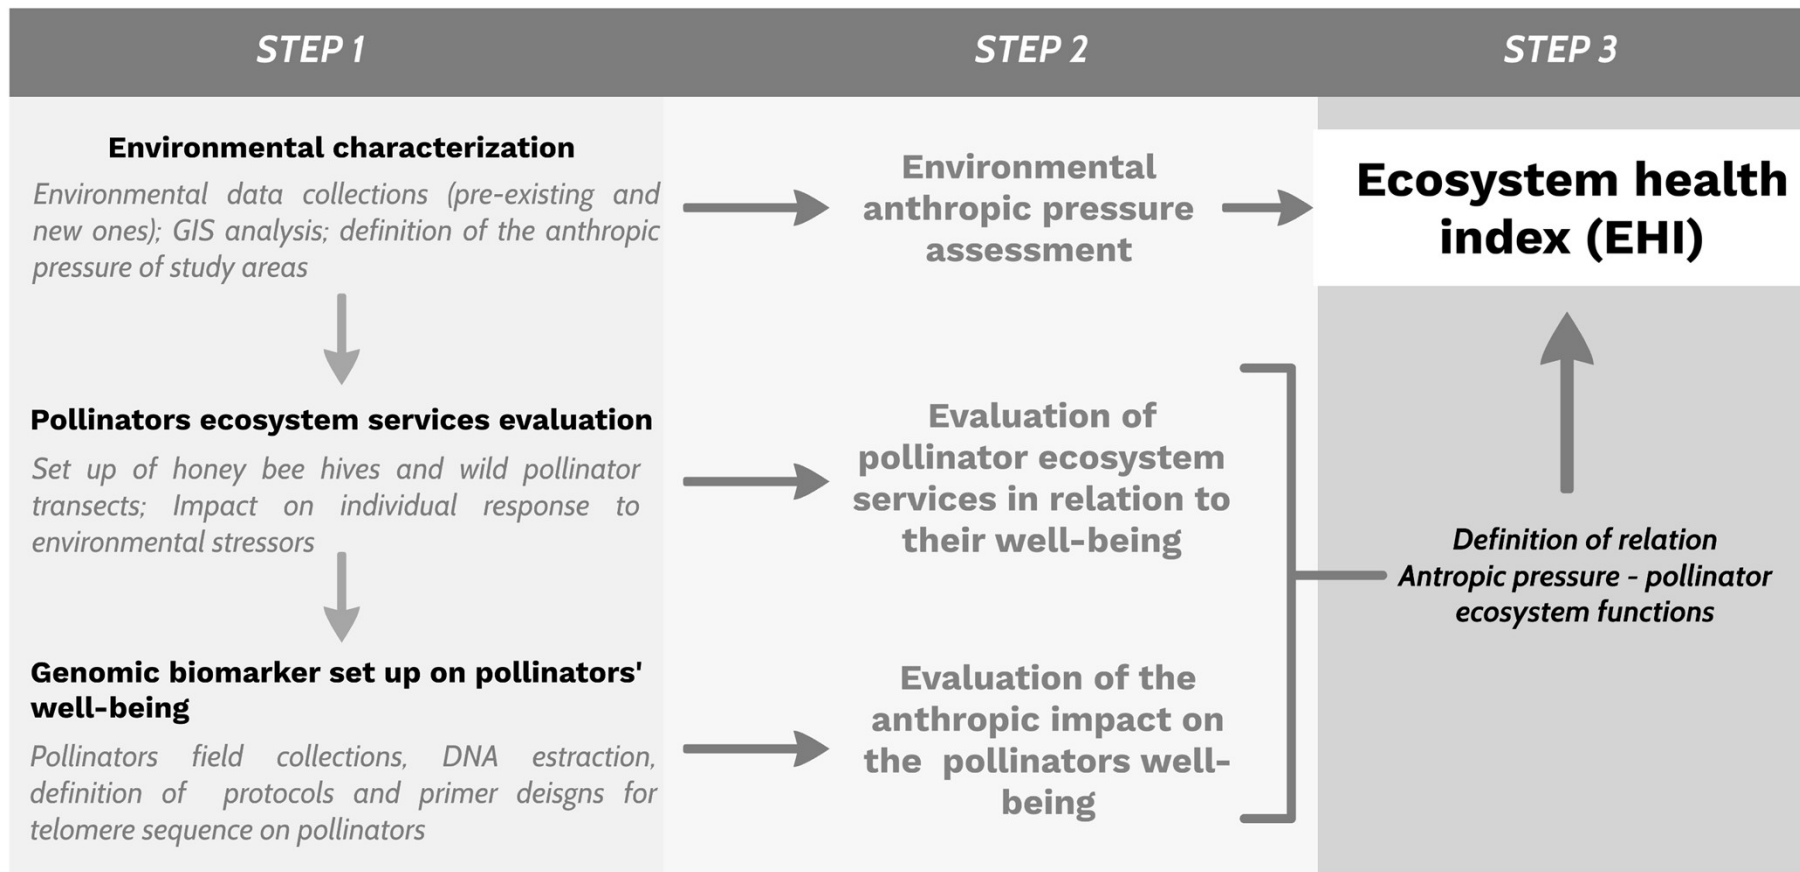 STEP 1
STEP 2
STEP 3
Environmental characterization
Environmental data collections (pre-existing and
new ones); GIS analysis; definition of the anthropic
pressure of study areas
Pollinators ecosystem services evaluation
Set up of honey bee hives and wild pollinator
transects; Impact on individual response to
environmental stressors
Genomic biomarker set up on pollinators'
well-being
Pollinators field collections, DNA estraction,
definition of protocols and primer deisgns for
telomere sequence on pollinators
Environmental
anthropic pressure
assessment
Evaluation of
pollinator ecosystem
services in relation to
their well-being
Evaluation of the
anthropic impact on
the pollinators well-
being
Ecosystem health
index (EHI)
Definition of relation
Antropic pressure - pollinator
ecosystem functions